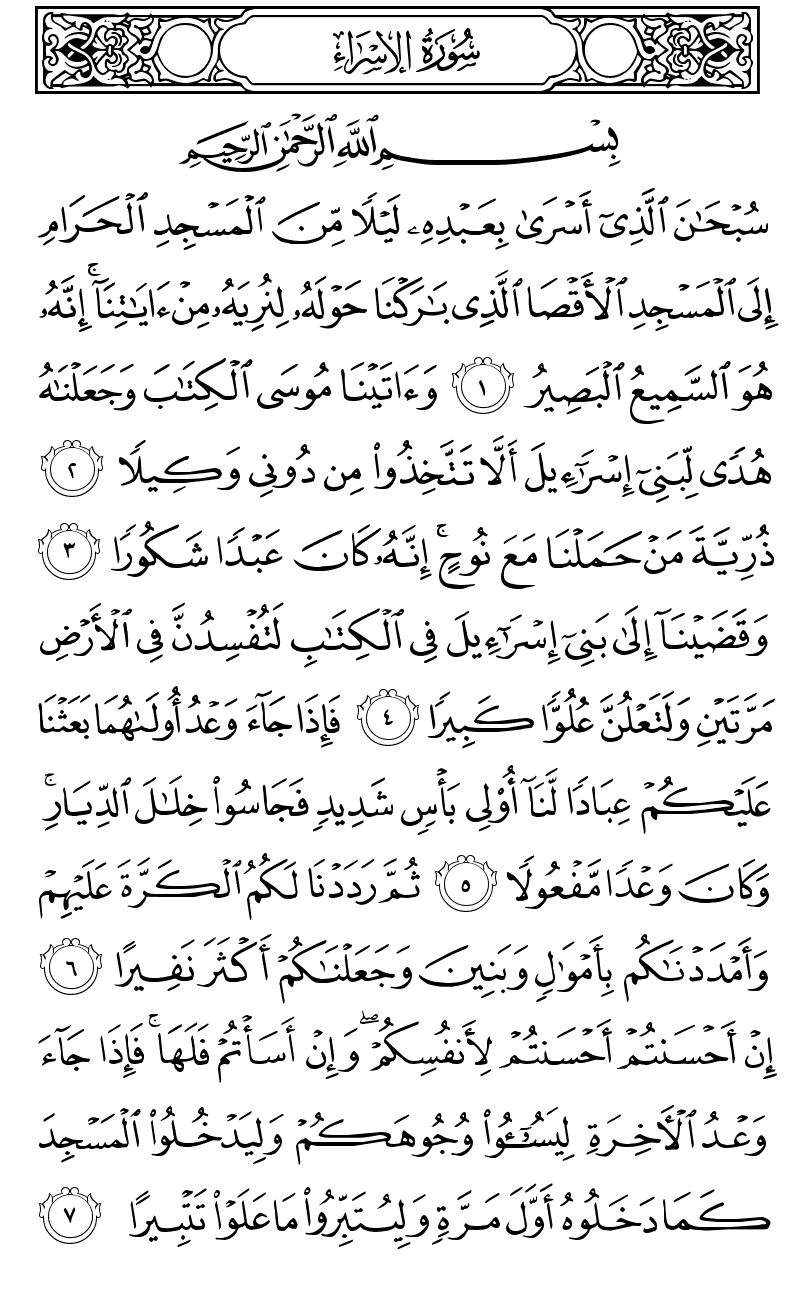 سُورَةُ الإِسْرَاءِ
بِسْمِ ٱللَّهِ ٱلرَّحْمَٰنِ ٱلرَّحِيمِ
سُبْحَٰنَ ٱلَّذِىٓ أَسْرَىٰ بِعَبْدِهِۦ لَيْلًا مِّنَ ٱلْمَسْجِدِ ٱلْحَرَامِ
إِلَى ٱلْمَسْجِدِ ٱلْأَقْصَا ٱلَّذِى بَٰرَكْنَا حَوْلَهُۥ لِنُرِيَهُۥ مِنْ ءَايَٰتِنَآ ۚ إِنَّهُۥ
هُوَ ٱلسَّمِيعُ ٱلْبَصِيرُ ١ وَءَاتَيْنَا مُوسَى ٱلْكِتَٰبَ وَجَعَلْنَٰهُ
هُدًى لِّبَنِىٓ إِسْرَٰٓءِيلَ أَلَّا تَتَّخِذُوا۟ مِن دُونِى وَكِيلًا ٢
ذُرِّيَّةَ مَنْ حَمَلْنَا مَعَ نُوحٍ ۚ إِنَّهُۥ كَانَ عَبْدًا شَكُورًا ٣
وَقَضَيْنَآ إِلَىٰ بَنِىٓ إِسْرَٰٓءِيلَ فِى ٱلْكِتَٰبِ لَتُفْسِدُنَّ فِى ٱلْأَرْضِ
مَرَّتَيْنِ وَلَتَعْلُنَّ عُلُوًّا كَبِيرًا ٤ فَإِذَا جَآءَ وَعْدُ أُولَىٰهُمَا بَعَثْنَا
عَلَيْكُمْ عِبَادًا لَّنَآ أُو۟لِى بَأْسٍ شَدِيدٍ فَجَاسُوا۟ خِلَٰلَ ٱلدِّيَارِ ۚ
وَكَانَ وَعْدًا مَّفْعُولًا ٥ ثُمَّ رَدَدْنَا لَكُمُ ٱلْكَرَّةَ عَلَيْهِمْ
وَأَمْدَدْنَٰكُم بِأَمْوَٰلٍ وَبَنِينَ وَجَعَلْنَٰكُمْ أَكْثَرَ نَفِيرًا ٦
إِنْ أَحْسَنتُمْ أَحْسَنتُمْ لِأَنفُسِكُمْ ۖ وَإِنْ أَسَأْتُمْ فَلَهَا ۚ فَإِذَا جَآءَ
وَعْدُ ٱلْءَاخِرَةِ لِيَسُۥٓـُٔوا۟ وُجُوهَكُمْ وَلِيَدْخُلُوا۟ ٱلْمَسْجِدَ
كَمَا دَخَلُوهُ أَوَّلَ مَرَّةٍ وَلِيُتَبِّرُوا۟ مَا عَلَوْا۟ تَتْبِيرًا ٧